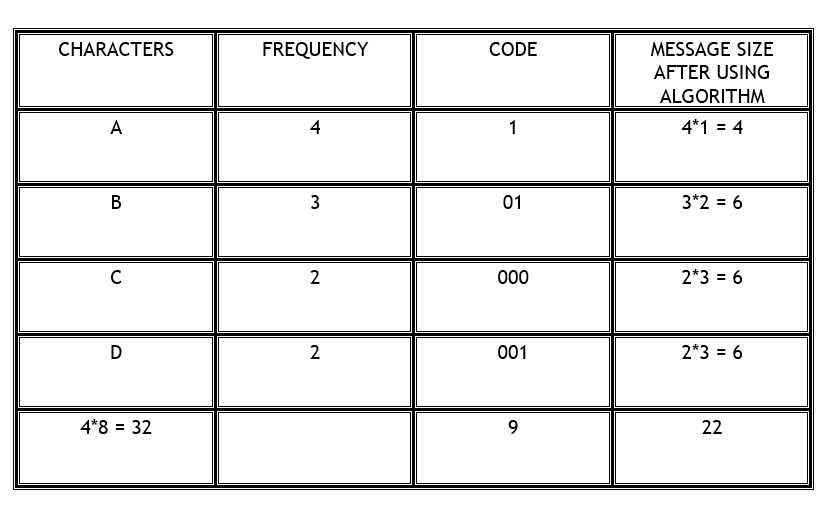 CHARACTERS FREQUENCY CODE MESSAGE SIZE
AFTER USING
ALGORITHM
A 4 1 4*1 = 4
B 3 01 3*2 = 6
C 2 000 2*3 = 6
D 2 001 2*3 = 6
4*8 = 32 9 22